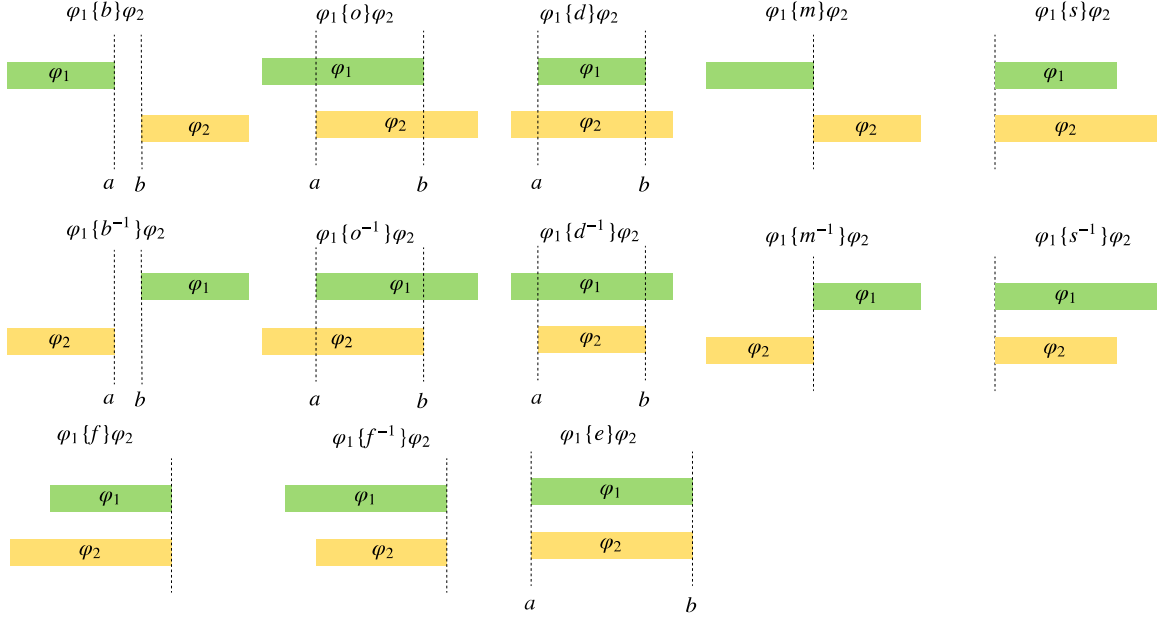 φ₁{b}φ₂
φ₁{o}φ₂
φ₁{d}φ₂
φ₁{m}φ₂
φ₁{s}φ₂
φ₁
φ₁
φ₁
φ₁
φ₂
φ₂
φ₂
φ₂
φ₂
a b
a b
a b
φ₁{b⁻¹}φ₂
φ₁{o⁻¹}φ₂
φ₁{d⁻¹}φ₂
φ₁{m⁻¹}φ₂
φ₁{s⁻¹}φ₂
φ₁
φ₁
φ₁
φ₁
φ₁
φ₂
φ₂
φ₂
φ₂
φ₂
a b
a b
a b
φ₁{f}φ₂
φ₁{f⁻¹}φ₂
φ₁{e}φ₂
φ₁
φ₁
φ₁
φ₂
φ₂
φ₂
a b